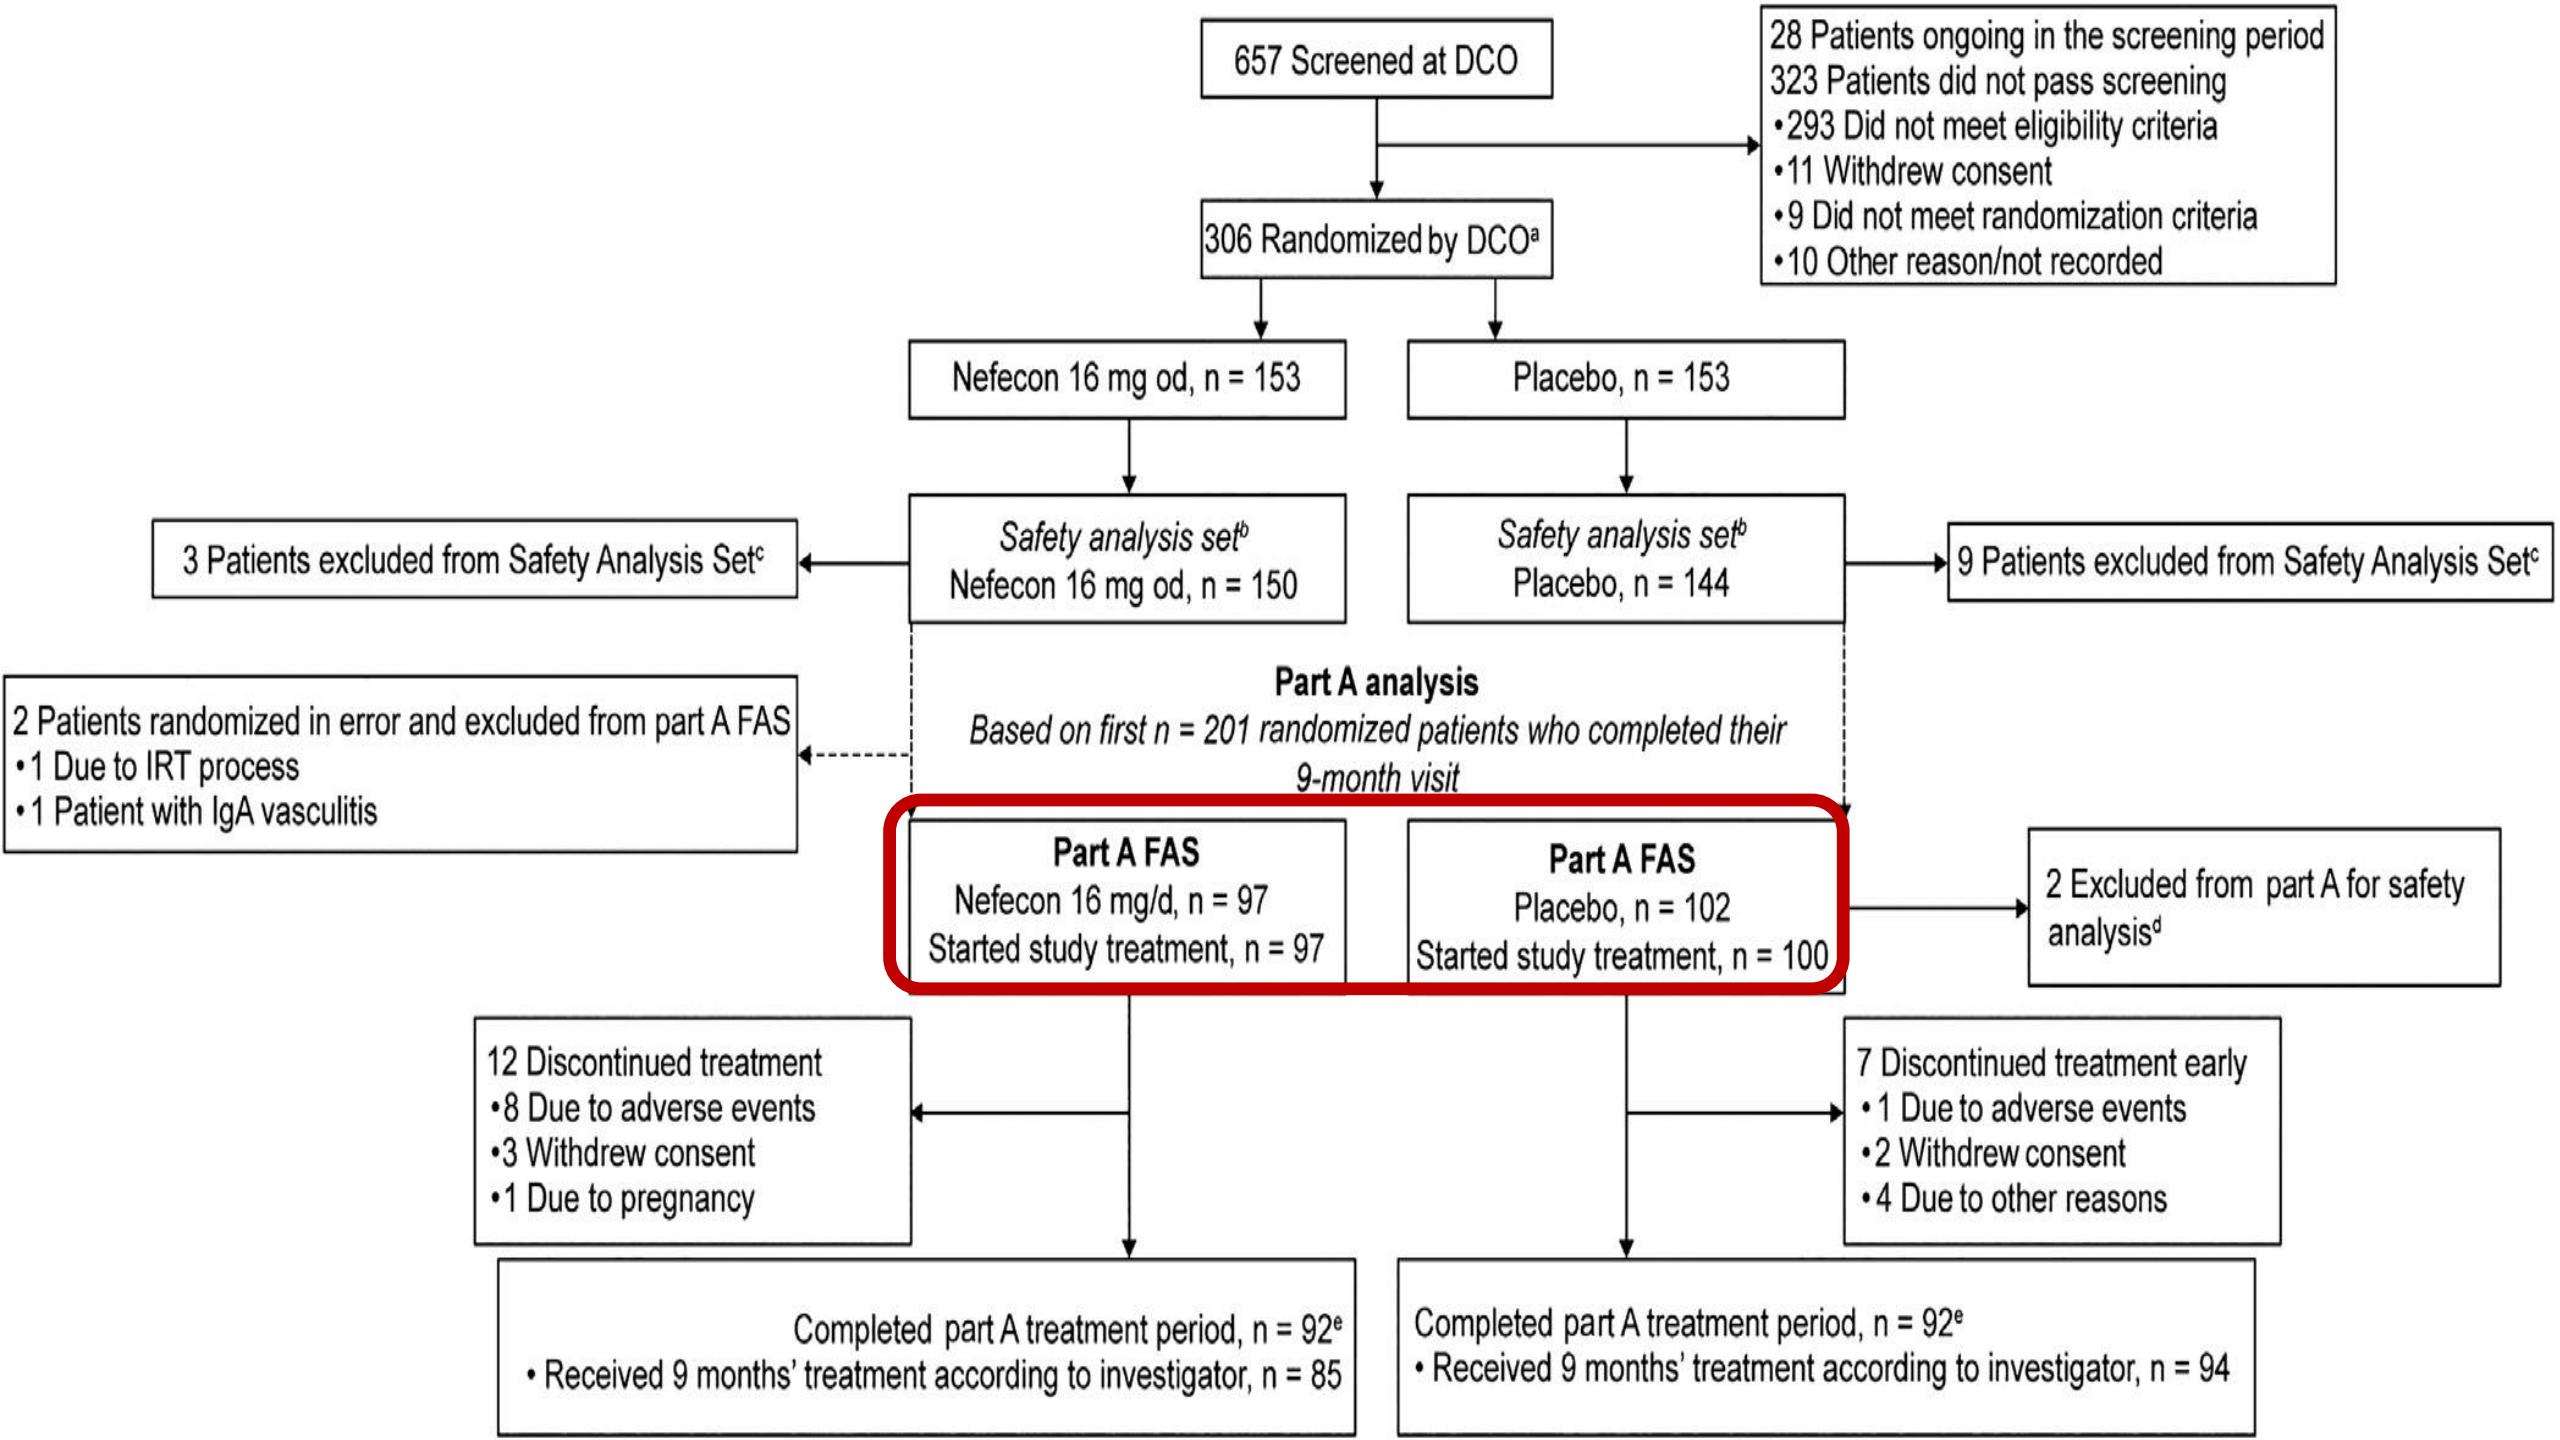 657 Screened at DCO
28 Patients ongoing in the screening period
323 Patients did not pass screening
•293 Did not meet eligibility criteria
•11 Withdrew consent
•9 Did not meet randomization criteria
•10 Other reason/not recorded
306 Randomized by DCOᵃ
Nefecon 16 mg od, n = 153
Placebo, n = 153
3 Patients excluded from Safety Analysis Setᶜ
Safety analysis setᵇ
Nefecon 16 mg od, n = 150
Safety analysis setᵇ
Placebo, n = 144
9 Patients excluded from Safety Analysis Setᶜ
2 Patients randomized in error and excluded from part A FAS
•1 Due to IRT process
•1 Patient with IgA vasculitis
Part A analysis
Based on first n = 201 randomized patients who completed their
9-month visit
Part A FAS
Nefecon 16 mg/d, n = 97
Started study treatment, n = 97
Part A FAS
Placebo, n = 102
Started study treatment, n = 100
2 Excluded from part A for safety
analysisᵈ
12 Discontinued treatment
•8 Due to adverse events
•3 Withdrew consent
•1 Due to pregnancy
7 Discontinued treatment early
•1 Due to adverse events
•2 Withdrew consent
•4 Due to other reasons
Completed part A treatment period, n = 92ᵉ
• Received 9 months’ treatment according to investigator, n = 85
Completed part A treatment period, n = 92ᵉ
• Received 9 months’ treatment according to investigator, n = 94